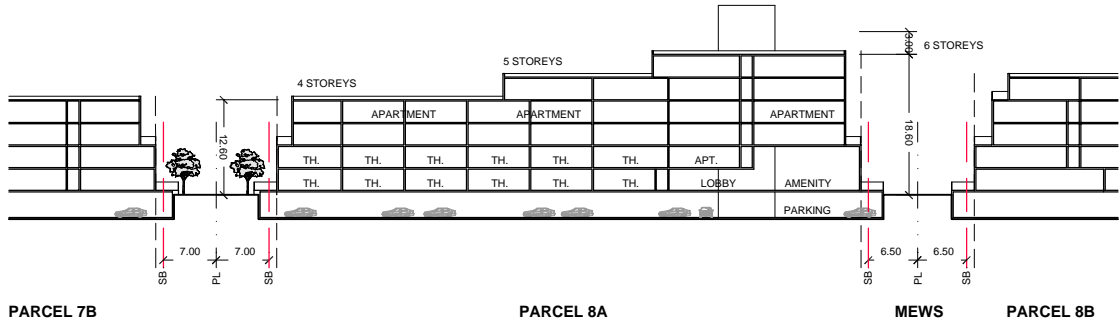 9.00
6 STOREYS
5 STOREYS
4 STOREYS
12.60
APARTMENT APARTMENT APARTMENT
18.60
TH. TH. TH. TH. TH. TH. APT.
TH. TH. TH. TH. TH. TH. LOBBY AMENITY
PARKING
7.00 7.00 6.50 6.50
SB PL SB SB PL SB
PARCEL 7B PARCEL 8A MEWS PARCEL 8B